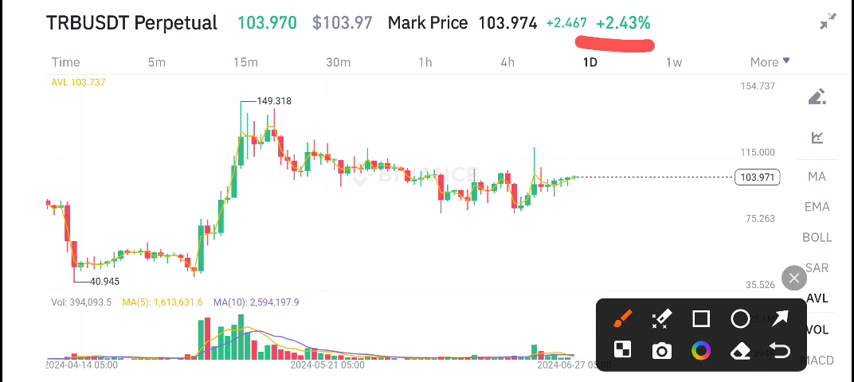 TRBUSDT Perpetual 103.970 $103.97 Mark Price 103.974 +2.467 +2.43%
Time 5m 15m 30m 1h 4h 1D 1w More
AVL 103.737
154.737
149.318
115.000
BINANCE
103.971
MA
75.263
EMA
BOLL
SAR
40.945
35.526
AVL
Vol: 394,093.5 MA(5): 1,613,631.6 MA(10): 2,594,197.9
VOL
MACD
2024-04-14 05:00 2024-05-21 05:00 2024-06-27 05:00